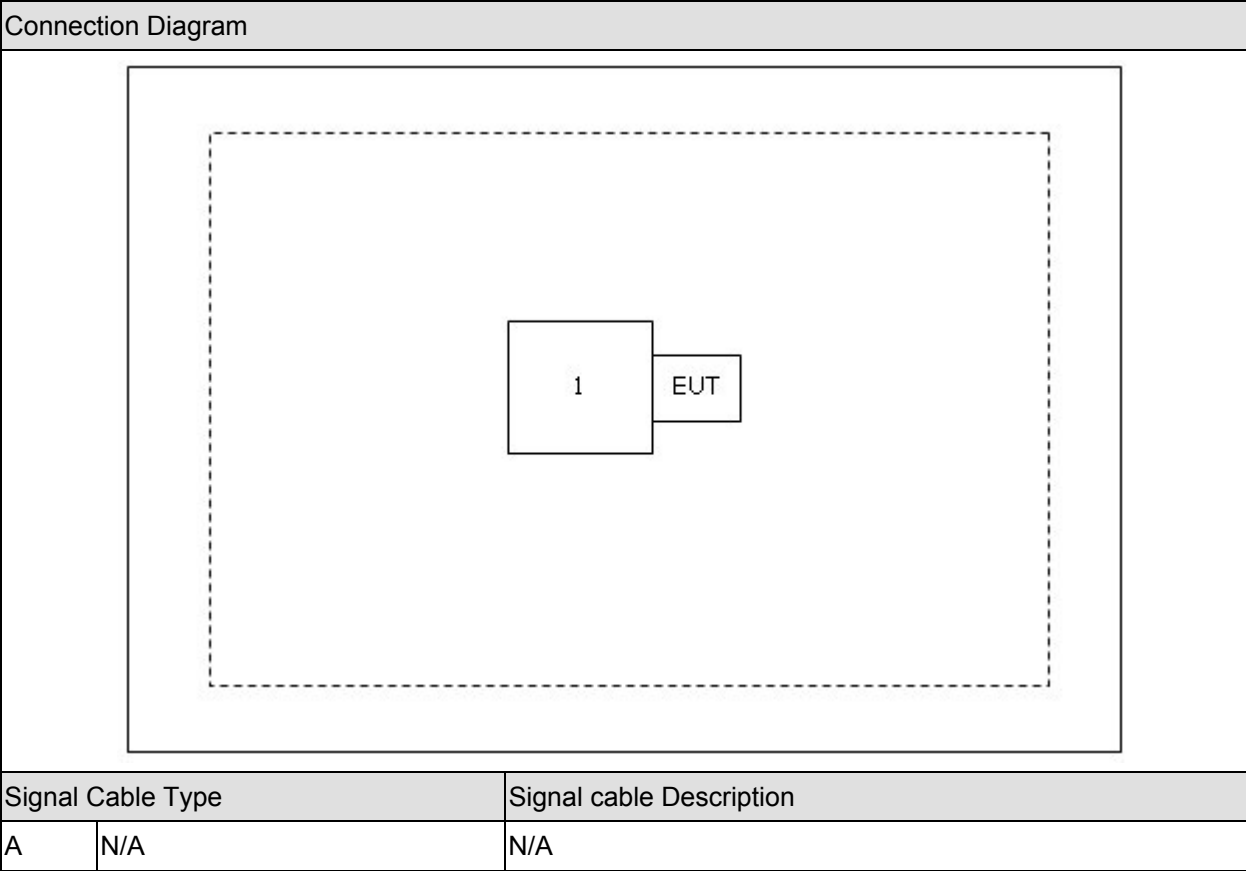 Connection Diagram
1 EUT
Signal Cable Type Signal cable Description
A N/A N/A